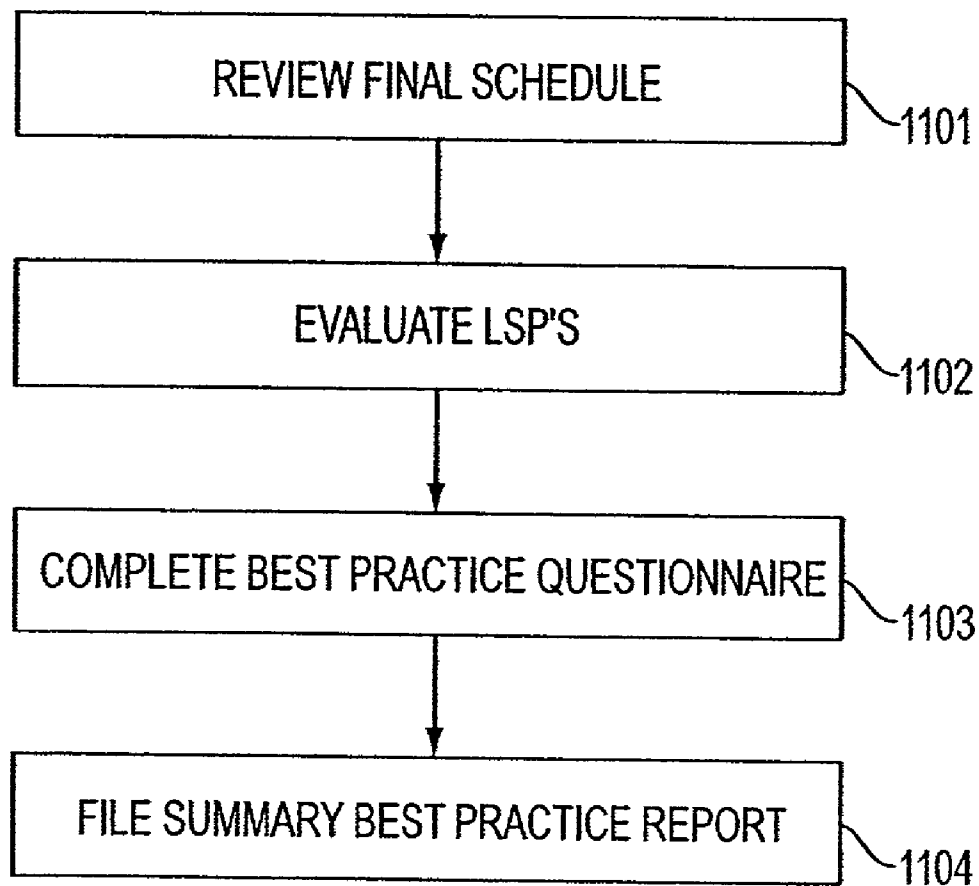 REVIEW FINAL SCHEDULE
1101
EVALUATE LSP'S
1102
COMPLETE BEST PRACTICE QUESTIONNAIRE
1103
FILE SUMMARY BEST PRACTICE REPORT
1104